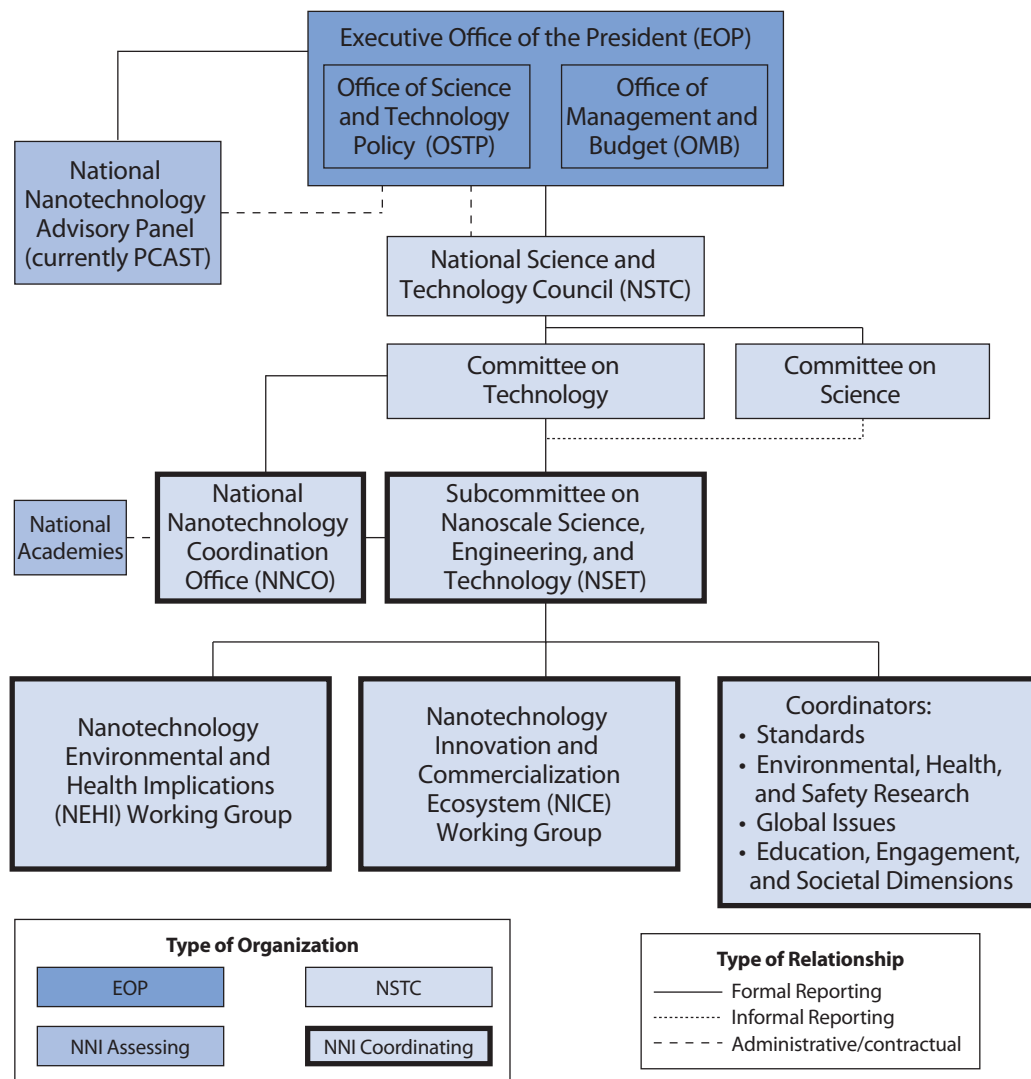 Executive Office of the President (EOP)
Office of Science
and Technology
Policy (OSTP)
Office of
Management and
Budget (OMB)
National
Nanotechnology
Advisory Panel
(currently PCAST)
National Science and
Technology Council (NSTC)
Committee on
Technology
Committee on
Science
National
Academies
National
Nanotechnology
Coordination
Office (NNCO)
Subcommittee on
Nanoscale Science,
Engineering, and
Technology (NSET)
Nanotechnology
Environmental and
Health Implications
(NEHI) Working Group
Nanotechnology
Innovation and
Commercialization
Ecosystem (NICE)
Working Group
Coordinators:
• Standards
• Environmental, Health,
and Safety Research
• Global Issues
• Education, Engagement,
and Societal Dimensions
Type of Organization
EOP
NSTC
NNI Assessing
NNI Coordinating
Type of Relationship
Formal Reporting
Informal Reporting
Administrative/contractual